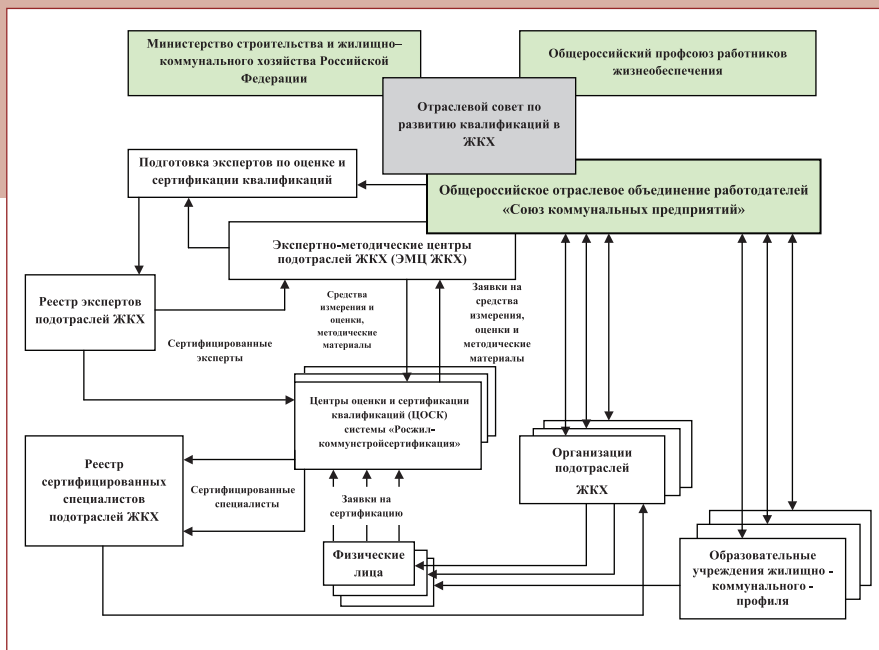 Министерство строительства и жилищно–
коммунального хозяйства Российской
Федерации
Общероссийский профсоюз работников
жизнеобеспечения
Отраслевой совет по
развитию квалификаций в
ЖКХ
Подготовка экспертов по оценке и
сертификации квалификаций
Общероссийское отраслевое объединение работодателей
«Союз коммунальных предприятий»
Экспертно-методические центры
подотраслей ЖКХ (ЭМЦ ЖКХ)
Реестр экспертов
подотраслей ЖКХ
Сертифицированные
эксперты
Средства
измерения и
оценки,
методические
материалы
Заявки на
средства
измерения,
оценки и
методические
материалы
Центры оценки и сертификации
квалификаций (ЦОСК)
системы «Росжил-
коммунстройсертификация»
Организации
подотраслей
ЖКХ
Реестр
сертифицированных
специалистов
подотраслей ЖКХ
Сертифицированные
специалисты
Заявки на
сертификацию
Физические
лица
Образовательные
учреждения жилищно -
коммунального -
профиля